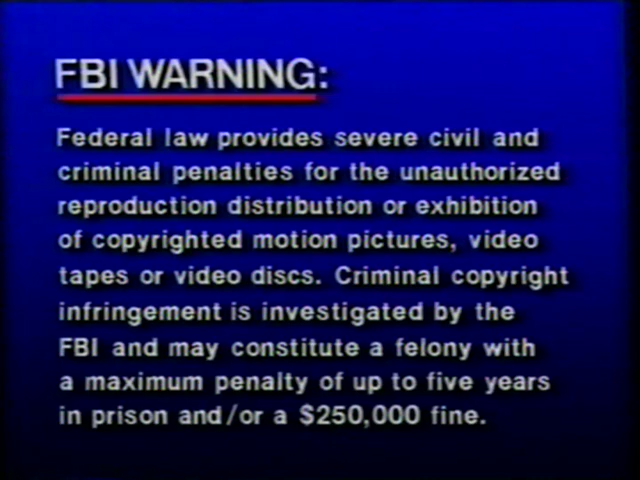 FBI WARNING:
Federal law provides severe civil and
criminal penalties for the unauthorized
reproduction distribution or exhibition
of copyrighted motion pictures, video
tapes or video discs. Criminal copyright
infringement is investigated by the
FBI and may constitute a felony with
a maximum penalty of up to five years
in prison and/or a $250,000 fine.